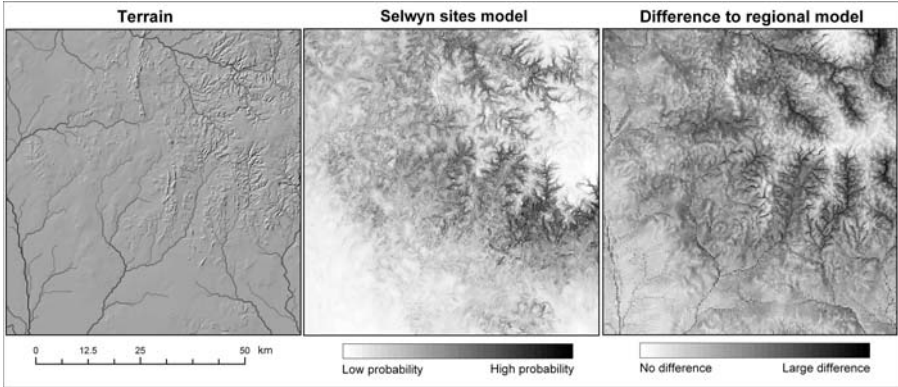 Terrain
Selwyn sites model
Difference to regional model
0 12.5 25 50 km
Low probability High probability
No difference Large difference